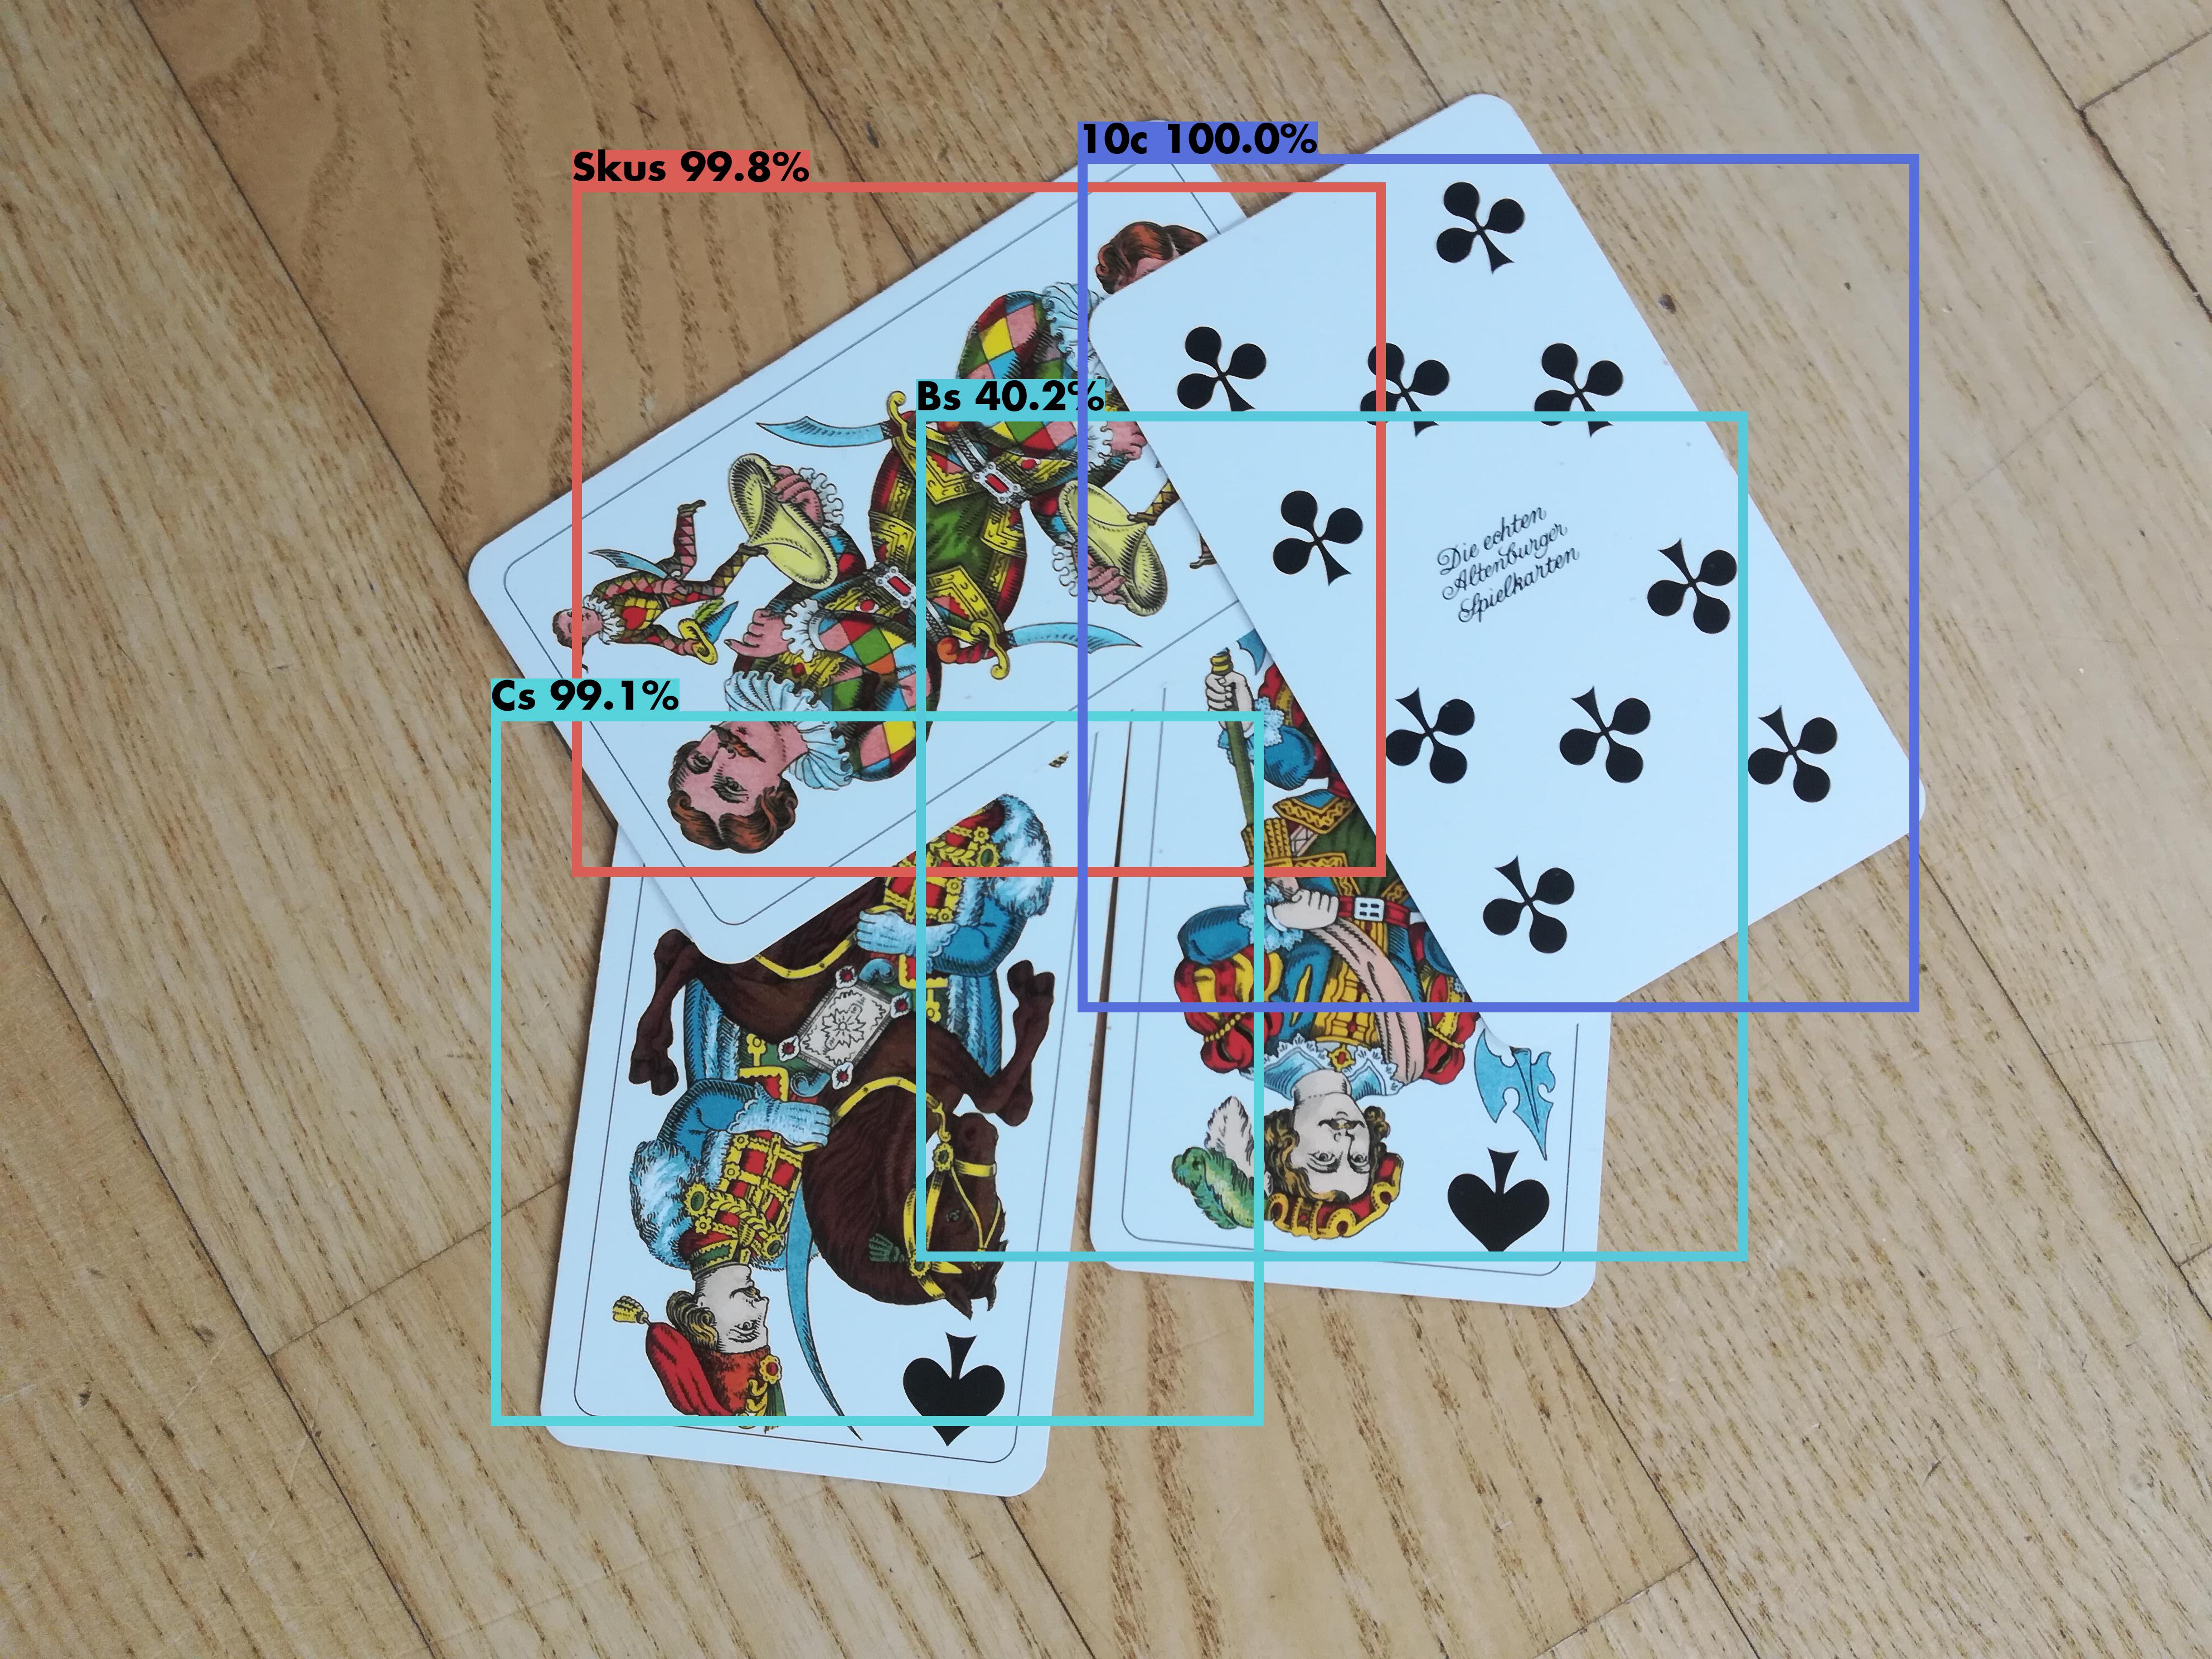 10c 100.0%
Skus 99.8%
Bs 40.2%
Die echten
Altenburger
Spielkarten
Cs 99.1%